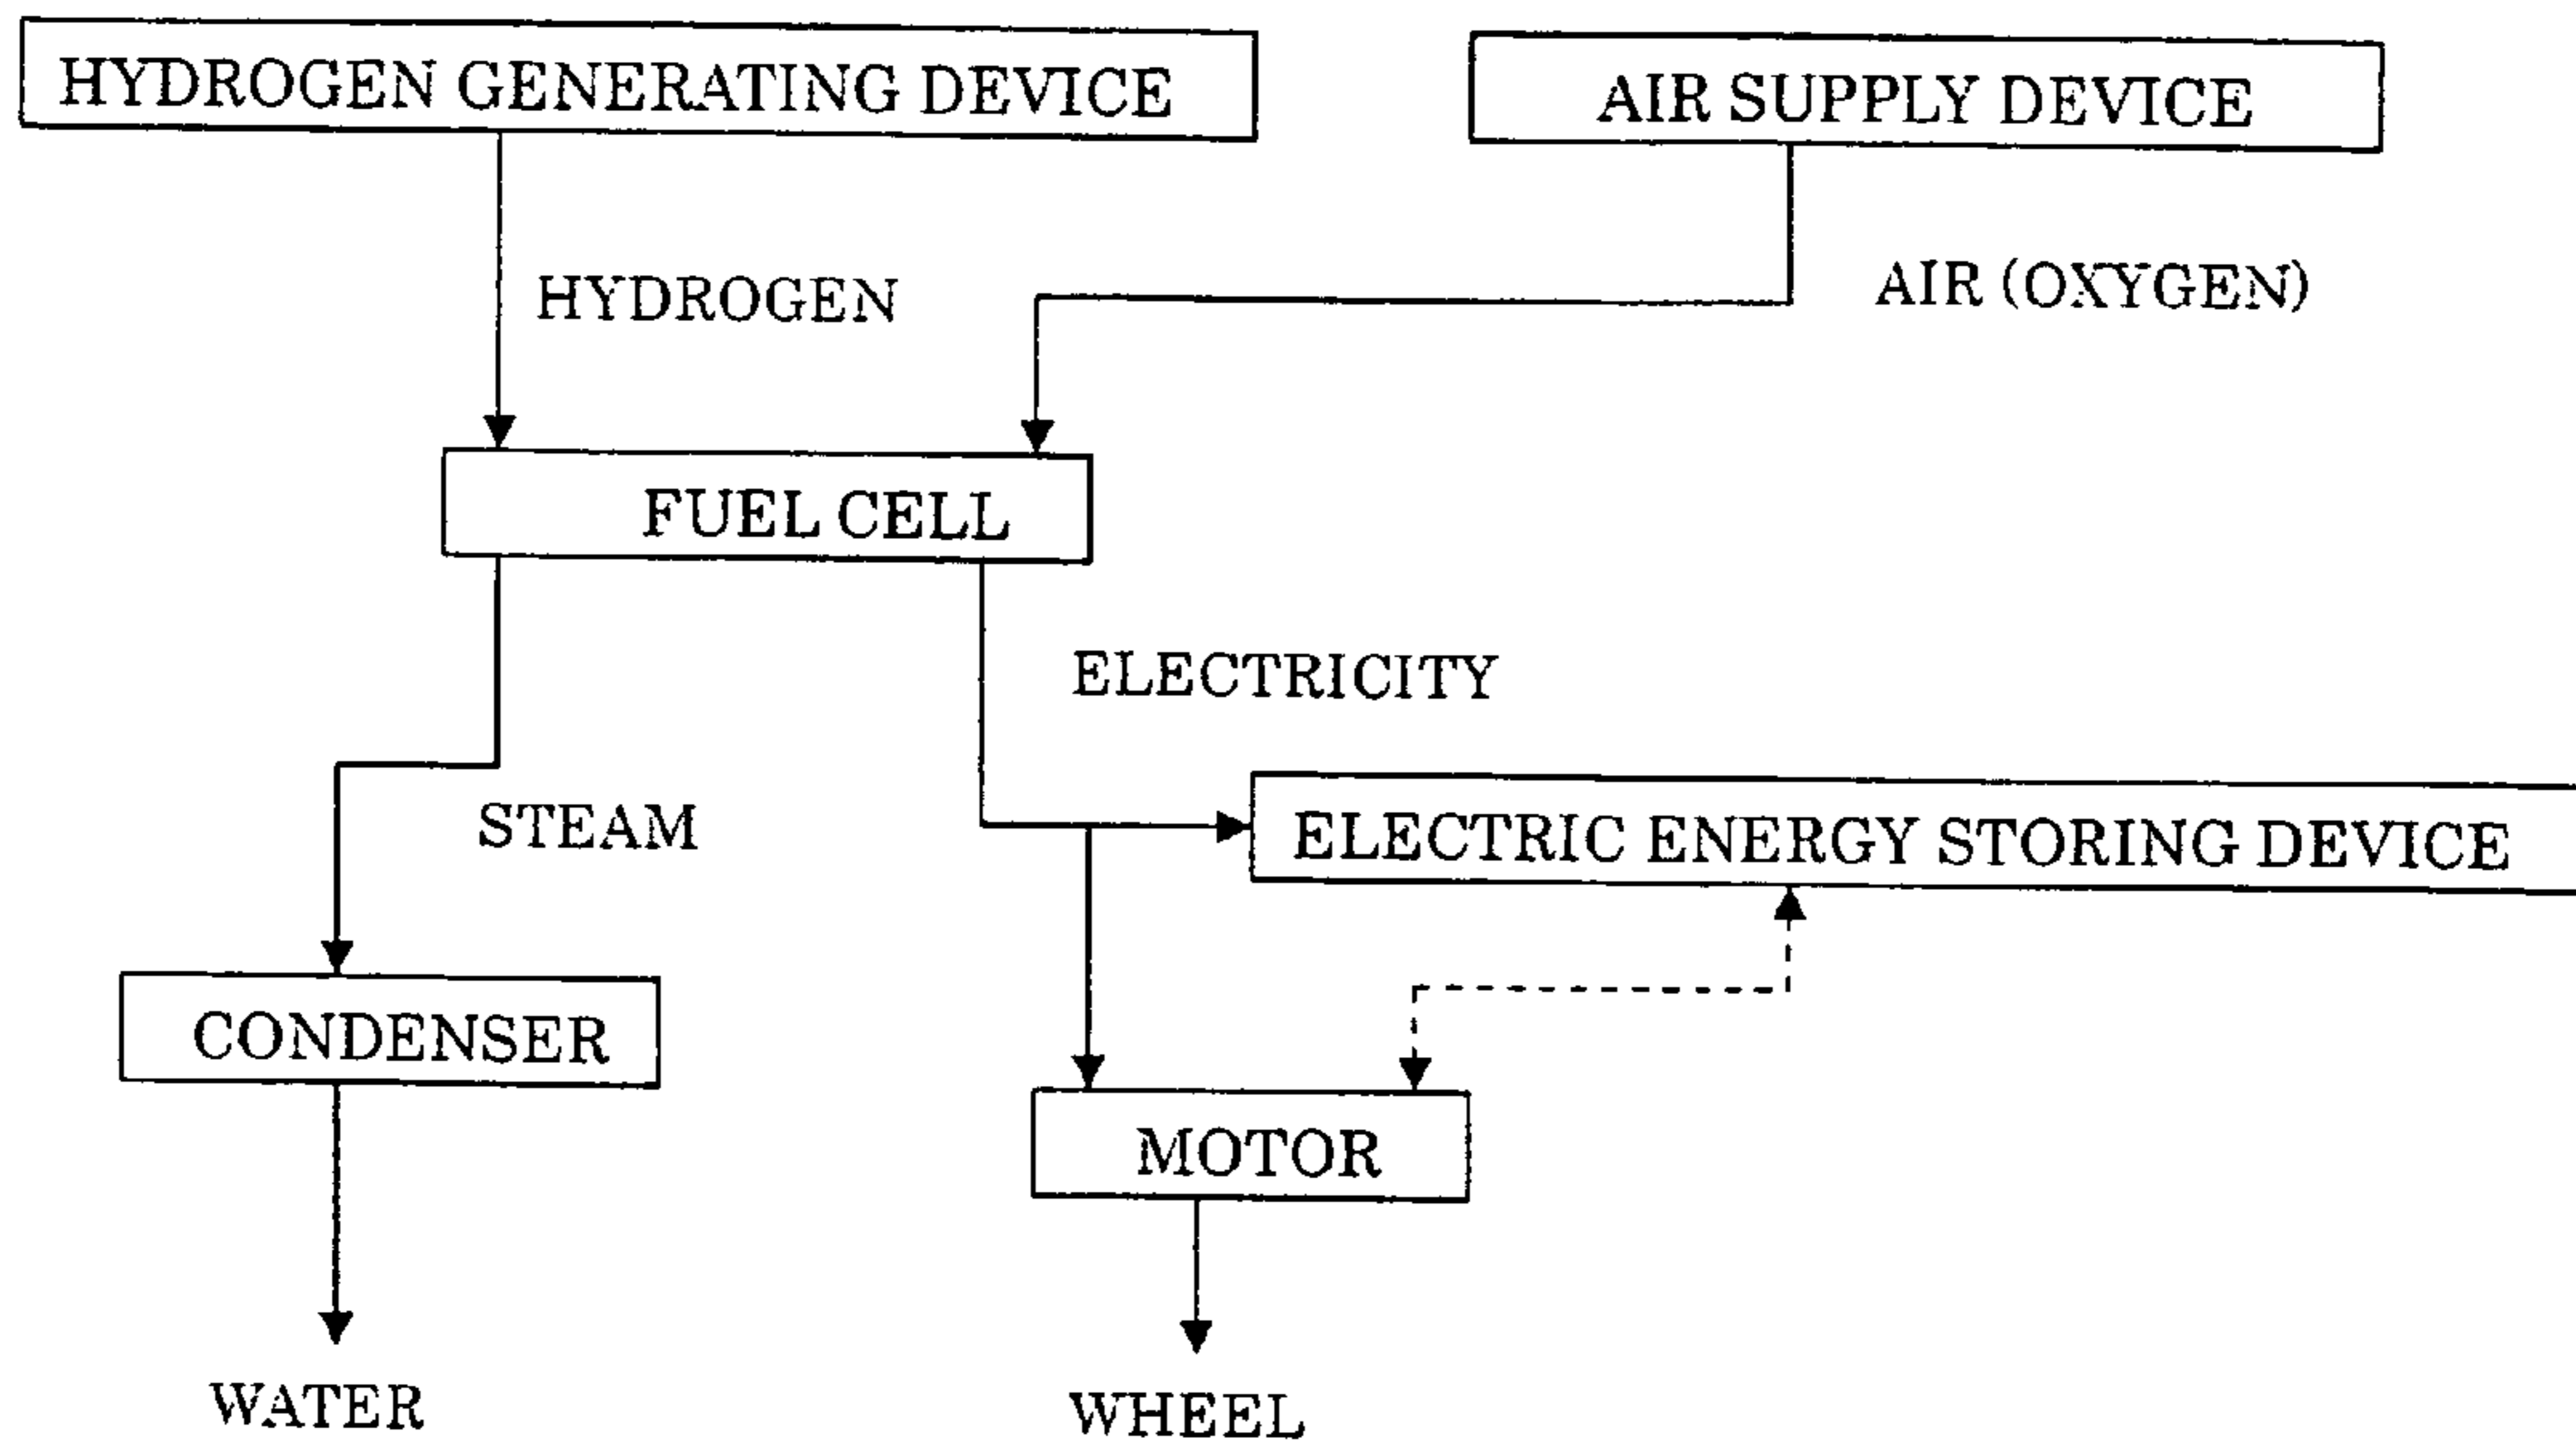 HYDROGEN GENERATING DEVICE
AIR SUPPLY DEVICE
HYDROGEN
AIR (OXYGEN)
FUEL CELL
ELECTRICITY
STEAM
ELECTRIC ENERGY STORING DEVICE
CONDENSER
MOTOR
WATER
WHEEL